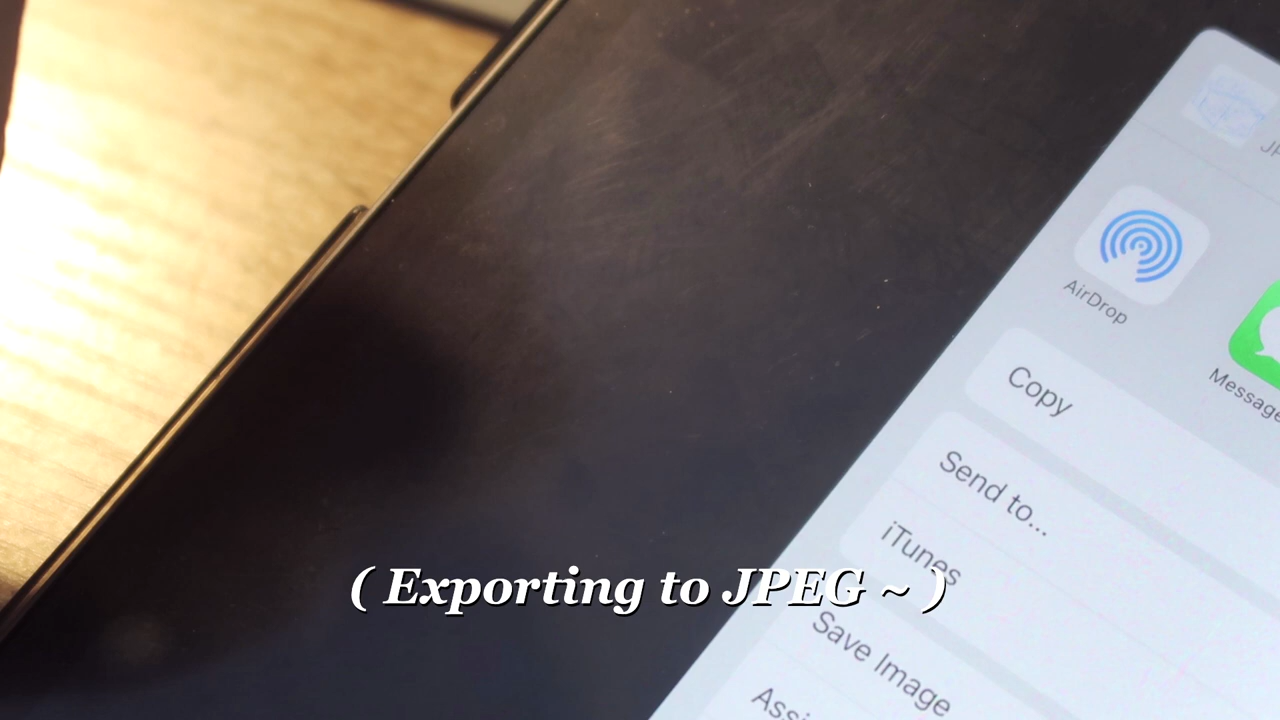 AirDrop
Copy
Send to...
iTunes
( Exporting to JPEG ~ )
Save Image